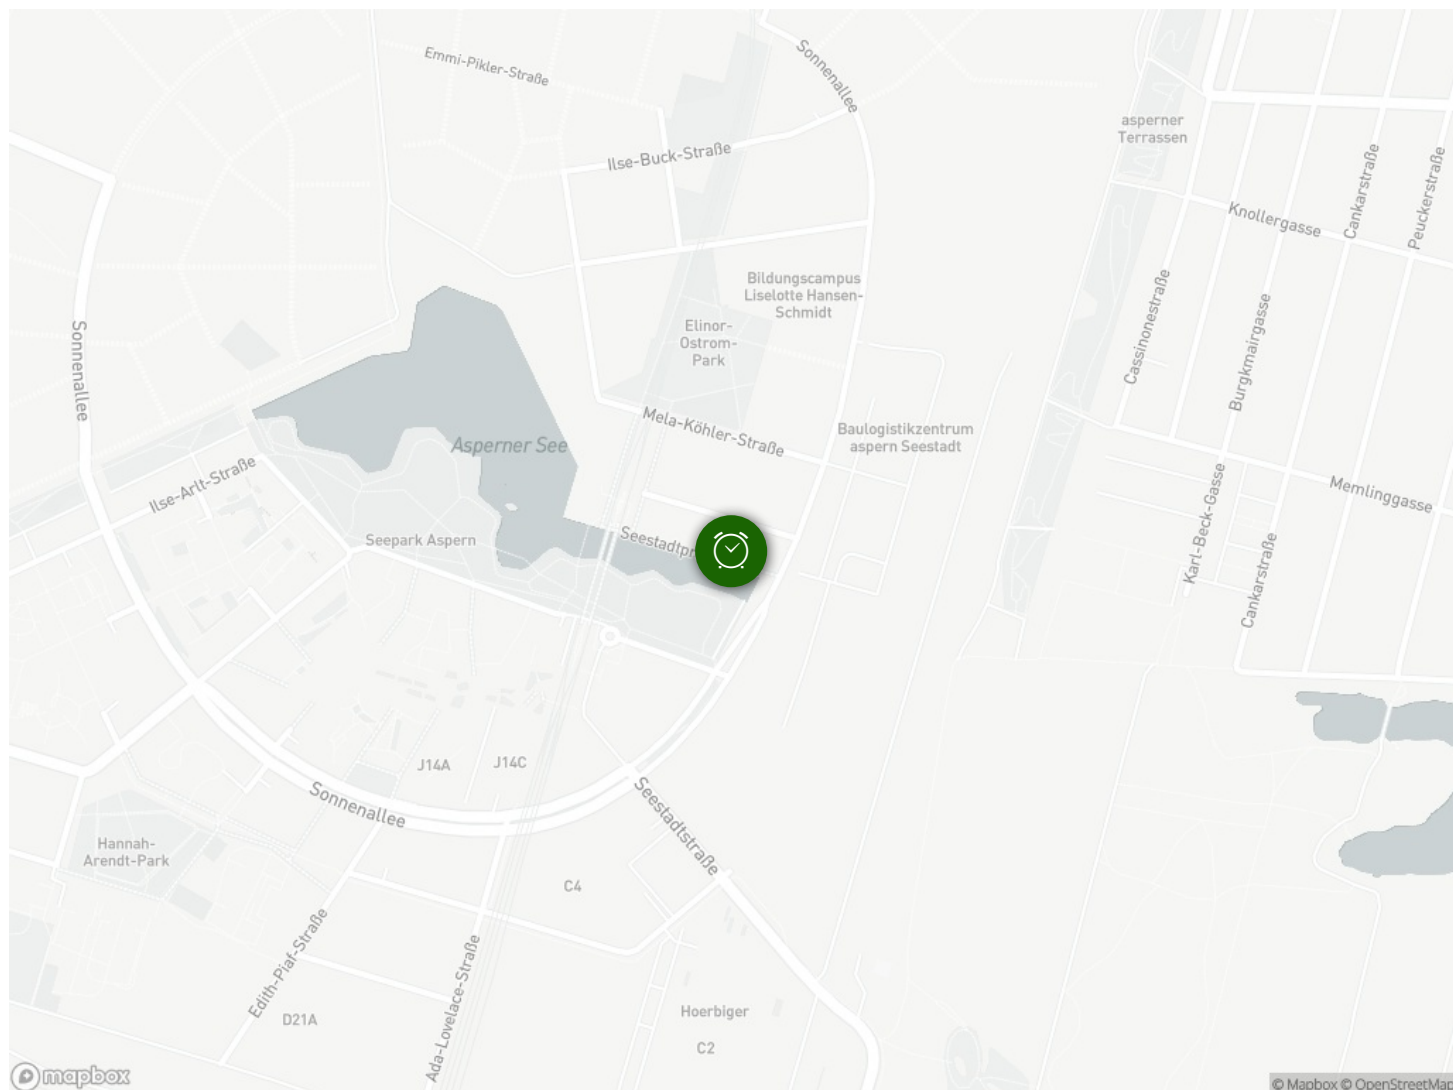 Emmi-Pikler-Straße
Sonnenallee
Ilse-Buck-Straße
asperner
Terrassen
Cankarstraße
Peuckerstraße
Knollergasse
Bildungscampus
Liselotte Hansen-
Schmidt
Elinor-
Ostrom-
Park
Cassinonestraße
Burgkmairgasse
Sonnenallee
Mela-Köhler-Straße
Baulogistikzentrum
aspern Seestadt
Asperner See
Ilse-Arlt-Straße
Memlinggasse
Karl-Beck-Gasse
Seepark Aspern
Seestadtpr
Cankarstraße
J14A
J14C
Sonnenallee
Seestadtstraße
Hannah-
Arendt-Park
C4
Edith-Piaf-Straße
Ada-Lovelace-Straße
D21A
Hoerbiger
C2
mapbox
© Mapbox © OpenStreetMap